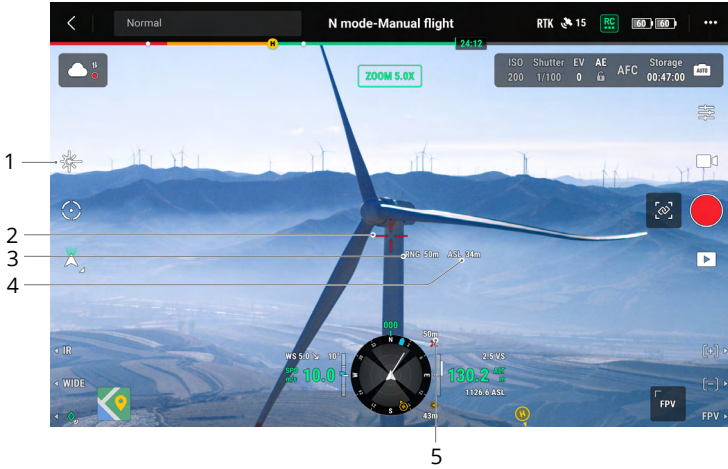 Normal
N mode-Manual flight
RTK 15 RC 60 60
24:12
ZOOM 5.0X
ISO Shutter EV AE AFC Storage AUTO
200 1/100 0 00:47:00
1
2
3
4
RNG 50m ASL 34m
000
50m
N
E
S
W
WS 5.0 10°
SPD m/s 10.0
2.5 VS
130.2 ALT m
1126.6 ASL
43m
H
H
IR
WIDE
[+]
[–]
FPV
FPV
5